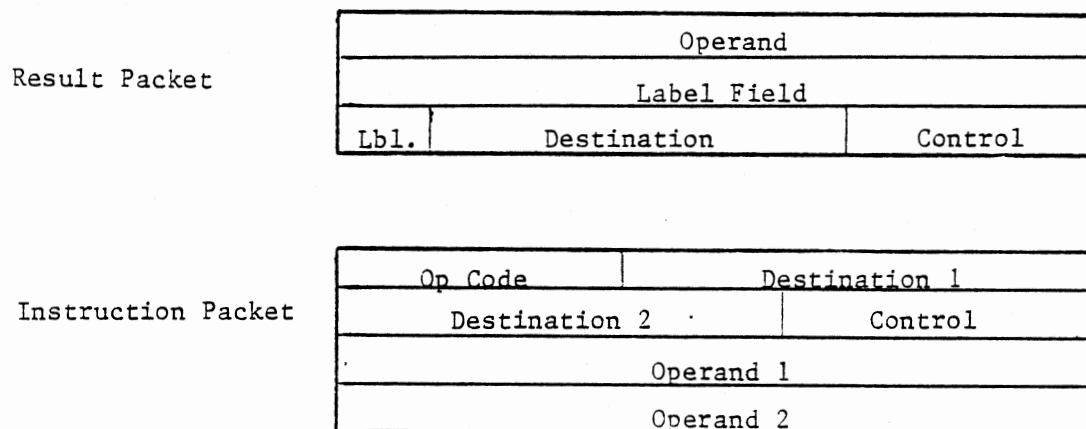 Operand
Result Packet
Label Field
Lbl. Destination Control
Op Code Destination 1
Instruction Packet
Destination 2 Control
Operand 1
Operand 2